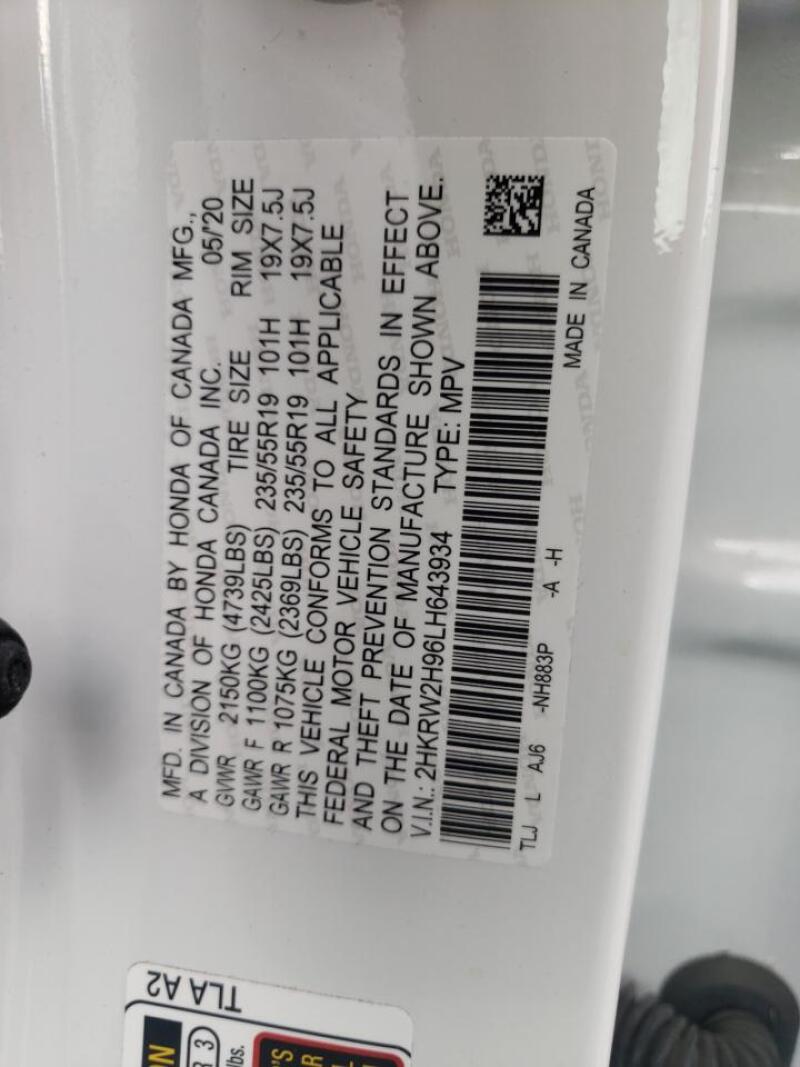 MFD. IN CANADA BY HONDA OF CANADA MFG.,
A DIVISION OF HONDA CANADA INC. 05/'20
GVWR 2150KG (4739LBS) TIRE SIZE RIM SIZE
GAWR F 1100KG (2425LBS) 235/55R19 101H 19X7.5J
GAWR R 1075KG (2369LBS) 235/55R19 101H 19X7.5J
THIS VEHICLE CONFORMS TO ALL APPLICABLE
FEDERAL MOTOR VEHICLE SAFETY
AND THEFT PREVENTION STANDARDS IN EFFECT
ON THE DATE OF MANUFACTURE SHOWN ABOVE.
V.I.N.: 2HKRW2H96LH643934 TYPE: MPV
TLJ L AJ6 -NH883P -A -H MADE IN CANADA
TLA A2
ON
R 3
lbs.
'S
R